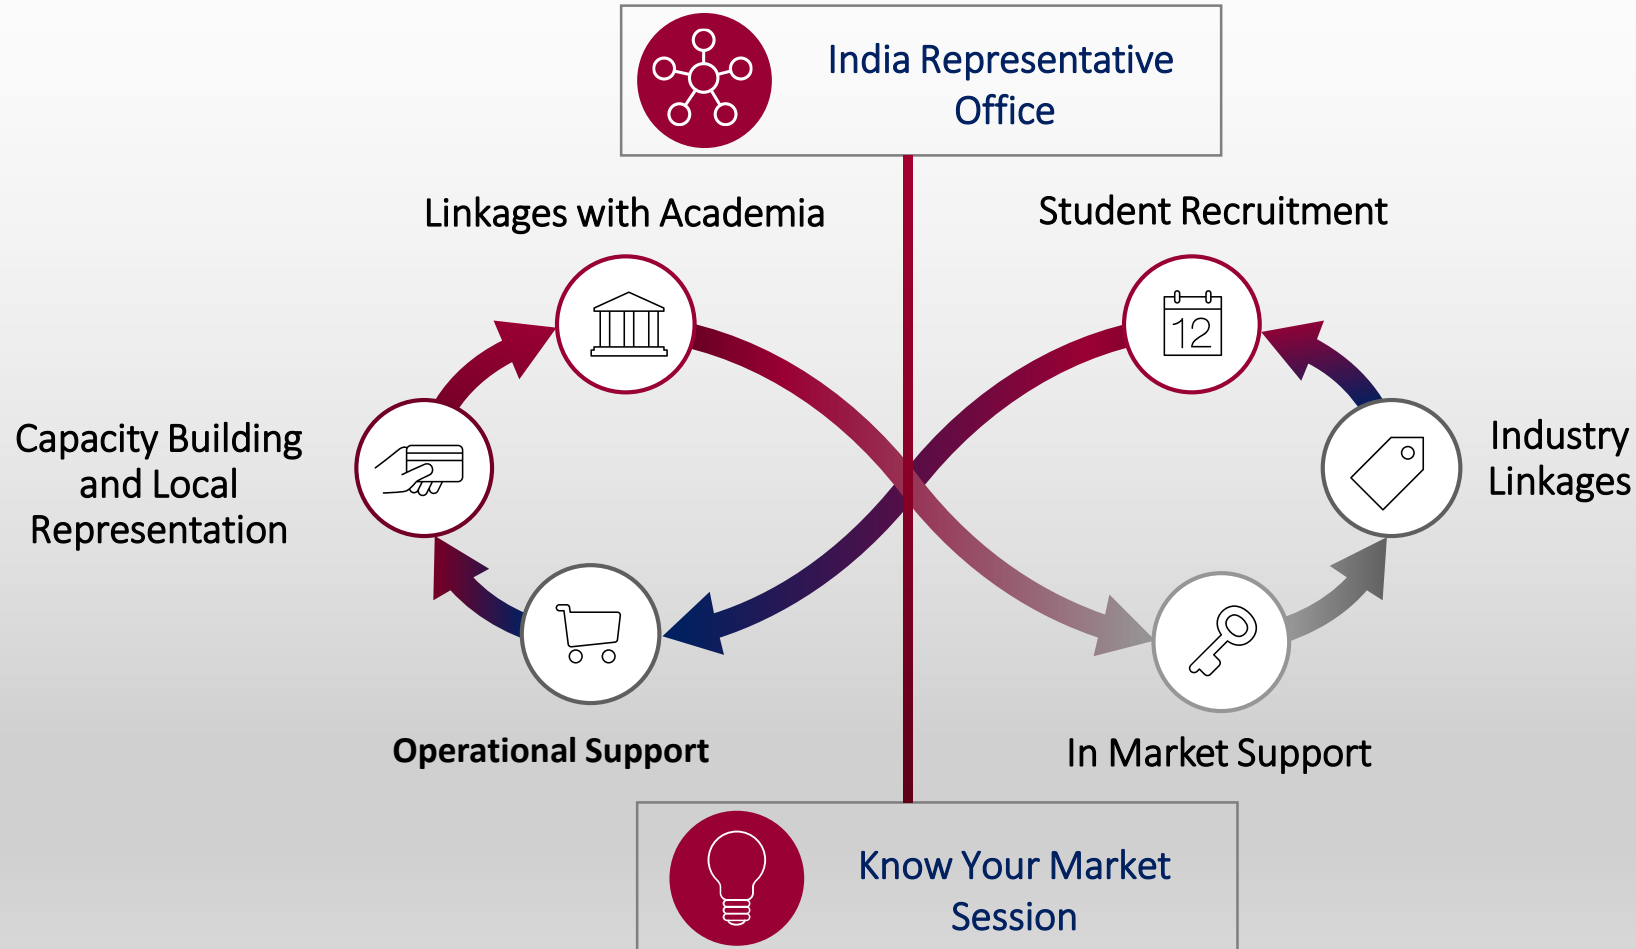 India Representative
Office
Linkages with Academia
Student Recruitment
12
Capacity Building
and Local
Representation
Industry
Linkages
Operational Support
In Market Support
Know Your Market
Session